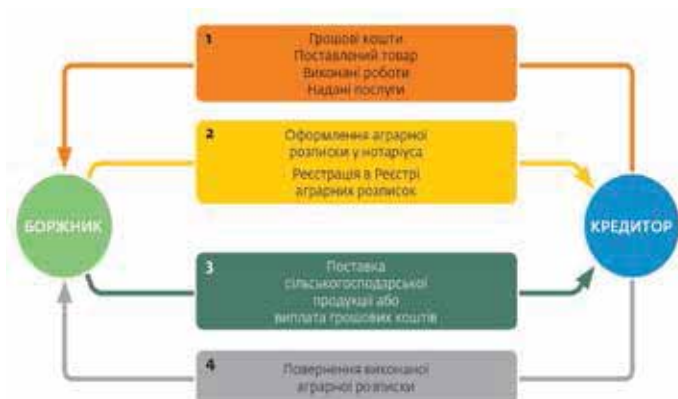 1
Грошові кошти
Поставлений товар
Виконані роботи
Надані послуги
2
Оформлення аграрної
розписки у нотаріуса
Реєстрація в Реєстрі
аграрних розписок
БОРЖНИК
КРЕДИТОР
3
Поставка
сільськогосподарської
продукції або
виплата грошових коштів
4
Повернення виконаної
аграрної розписки